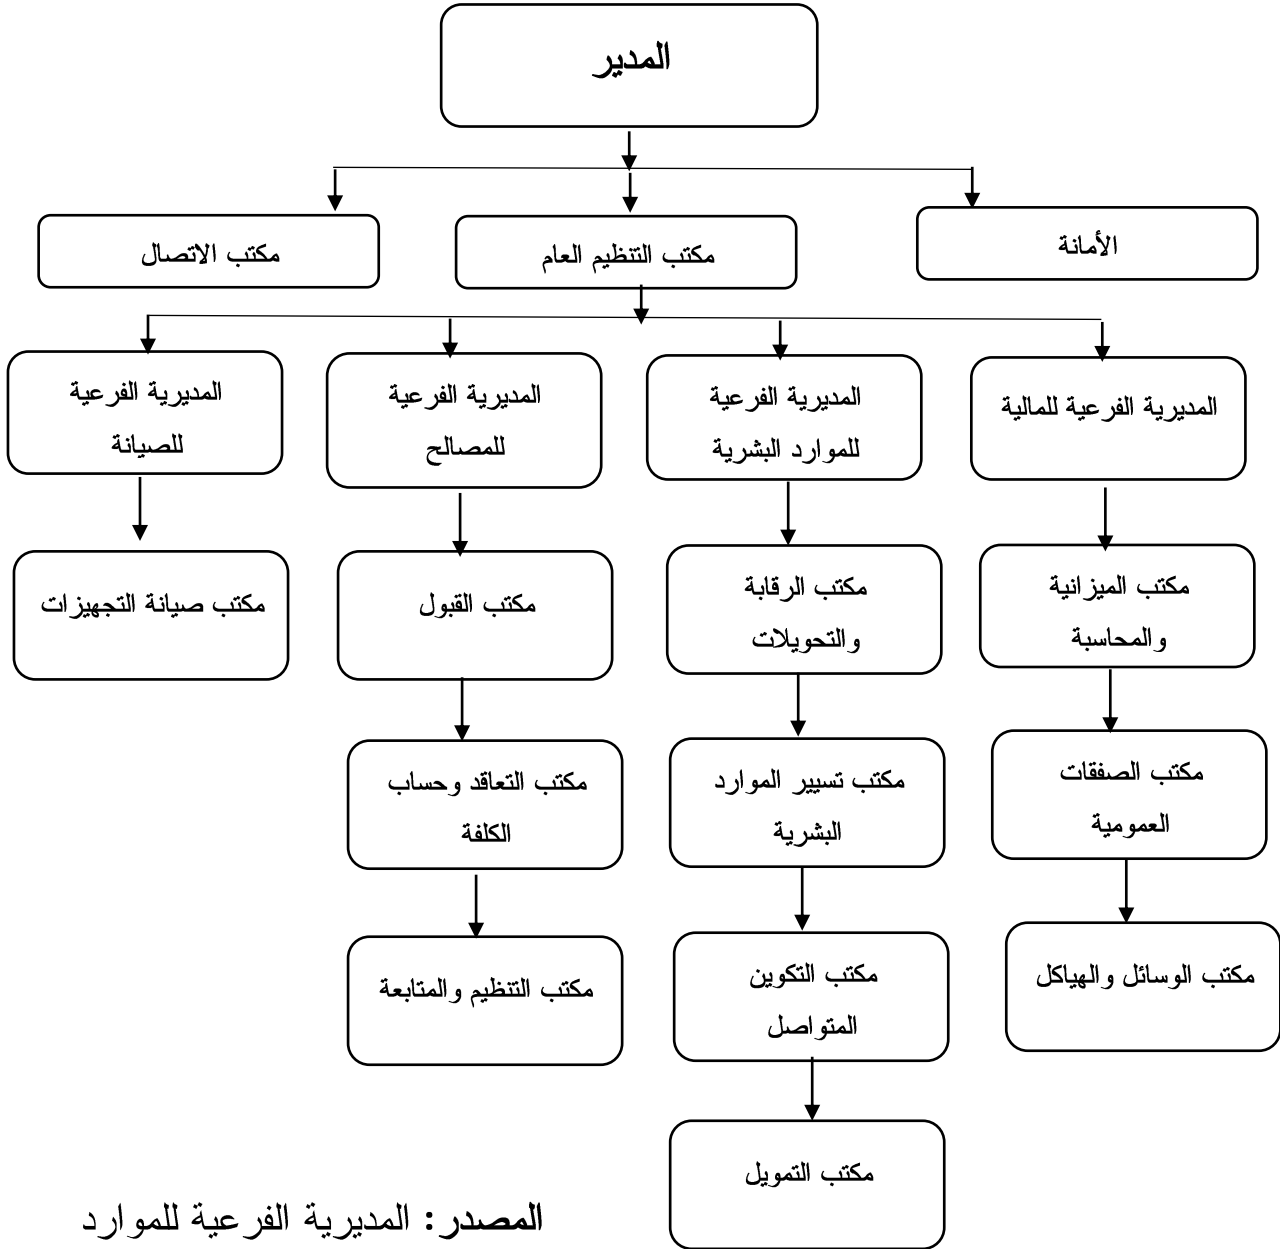 المدير
الأمانة
مكتب التنظيم العام
مكتب الاتصال
المديرية الفرعية للمالية
المديرية الفرعية
للموارد البشرية
المديرية الفرعية
للمصالح
المديرية الفرعية
للصيانة
مكتب الميزانية
والمحاسبة
مكتب الرقابة
والتحويلات
مكتب القبول
مكتب صيانة التجهيزات
مكتب الصفقات
العمومية
مكتب تسيير الموارد
البشرية
مكتب التعاقد وحساب
الكلفة
مكتب الوسائل والهياكل
مكتب التكوين
المتواصل
مكتب التنظيم والمتابعة
مكتب التمويل
المصدر: المديرية الفرعية للموارد